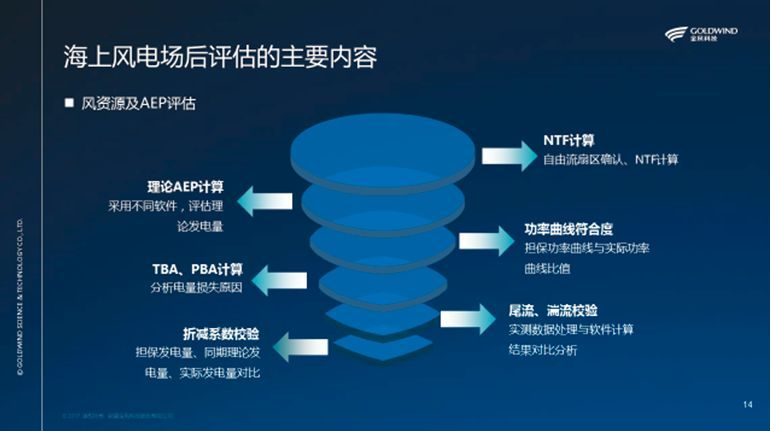 海上风电场后评估的主要内容
GOLDWIND
金风科技
风资源及AEP评估
NTF计算
自由流扇区确认、NTF计算
理论AEP计算
采用不同软件，评估理
论发电量
功率曲线符合度
担保功率曲线与实际功率
曲线比值
TBA、PBA计算
分析电量损失原因
尾流、湍流校验
实测数据处理与软件计算
结果对比分析
折减系数校验
担保发电量、同期理论发
电量、实际发电量对比
© GOLDWIND SCIENCE & TECHNOLOGY CO., LTD.
14